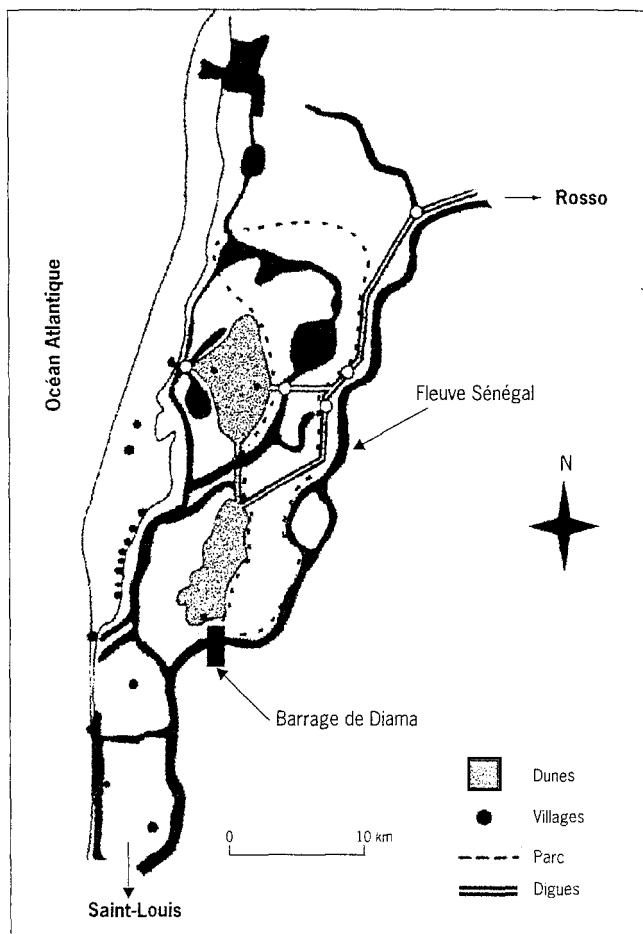 Rosso
Océan Atlantique
Fleuve Sénégal
N
Barrage de Diama
Dunes
Villages
0 10 km
Parc
Digues
Saint-Louis